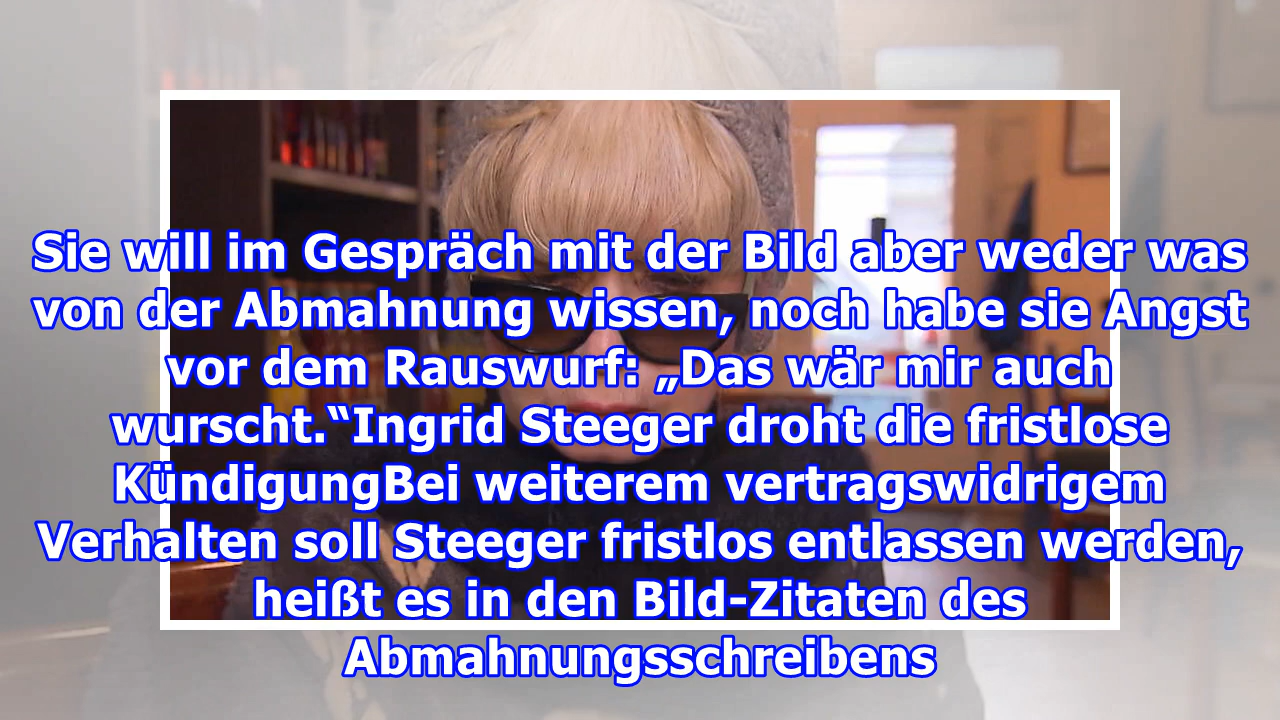 Sie will im Gespräch mit der Bild aber weder was
von der Abmahnung wissen, noch habe sie Angst
vor dem Rauswurf: „Das wär mir auch
wurscht.“Ingrid Steeger droht die fristlose
KündigungBei weiterem vertragswidrigem
Verhalten soll Steeger fristlos entlassen werden,
heißt es in den Bild-Zitaten des
Abmahnungsschreibens